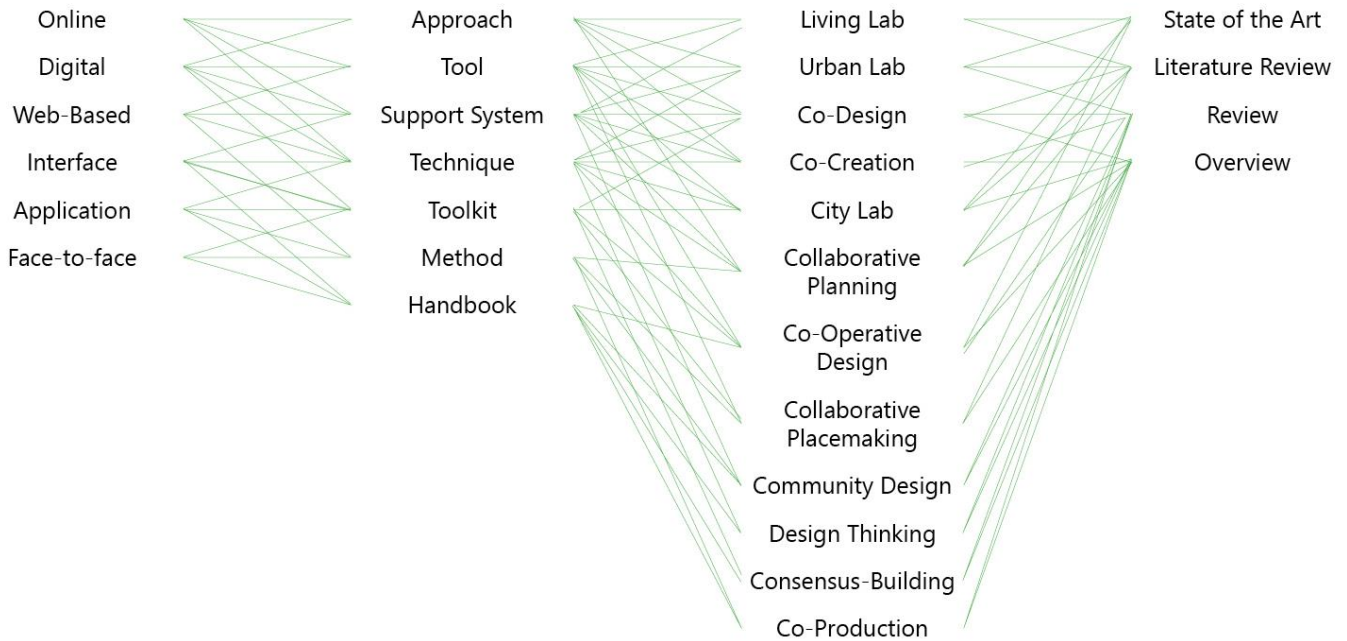 Online
Digital
Web-Based
Interface
Application
Face-to-face
Approach
Tool
Support System
Technique
Toolkit
Method
Handbook
Living Lab
Urban Lab
Co-Design
Co-Creation
City Lab
Collaborative
Planning
Co-Operative
Design
Collaborative
Placemaking
Community Design
Design Thinking
Consensus-Building
Co-Production
State of the Art
Literature Review
Review
Overview